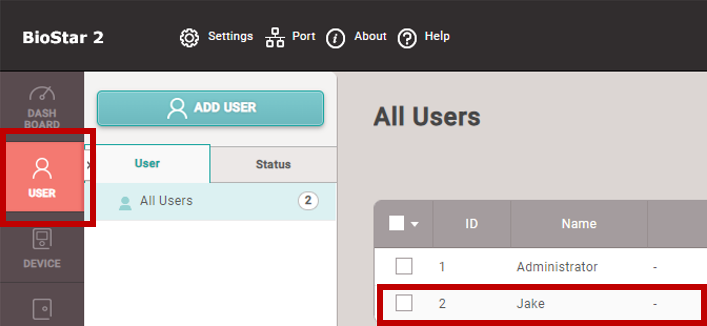 BioStar 2
Settings
Port
About
Help
DASH
BOARD
USER
DEVICE
ADD USER
User
Status
All Users
2
All Users
ID Name
1 Administrator -
2 Jake -